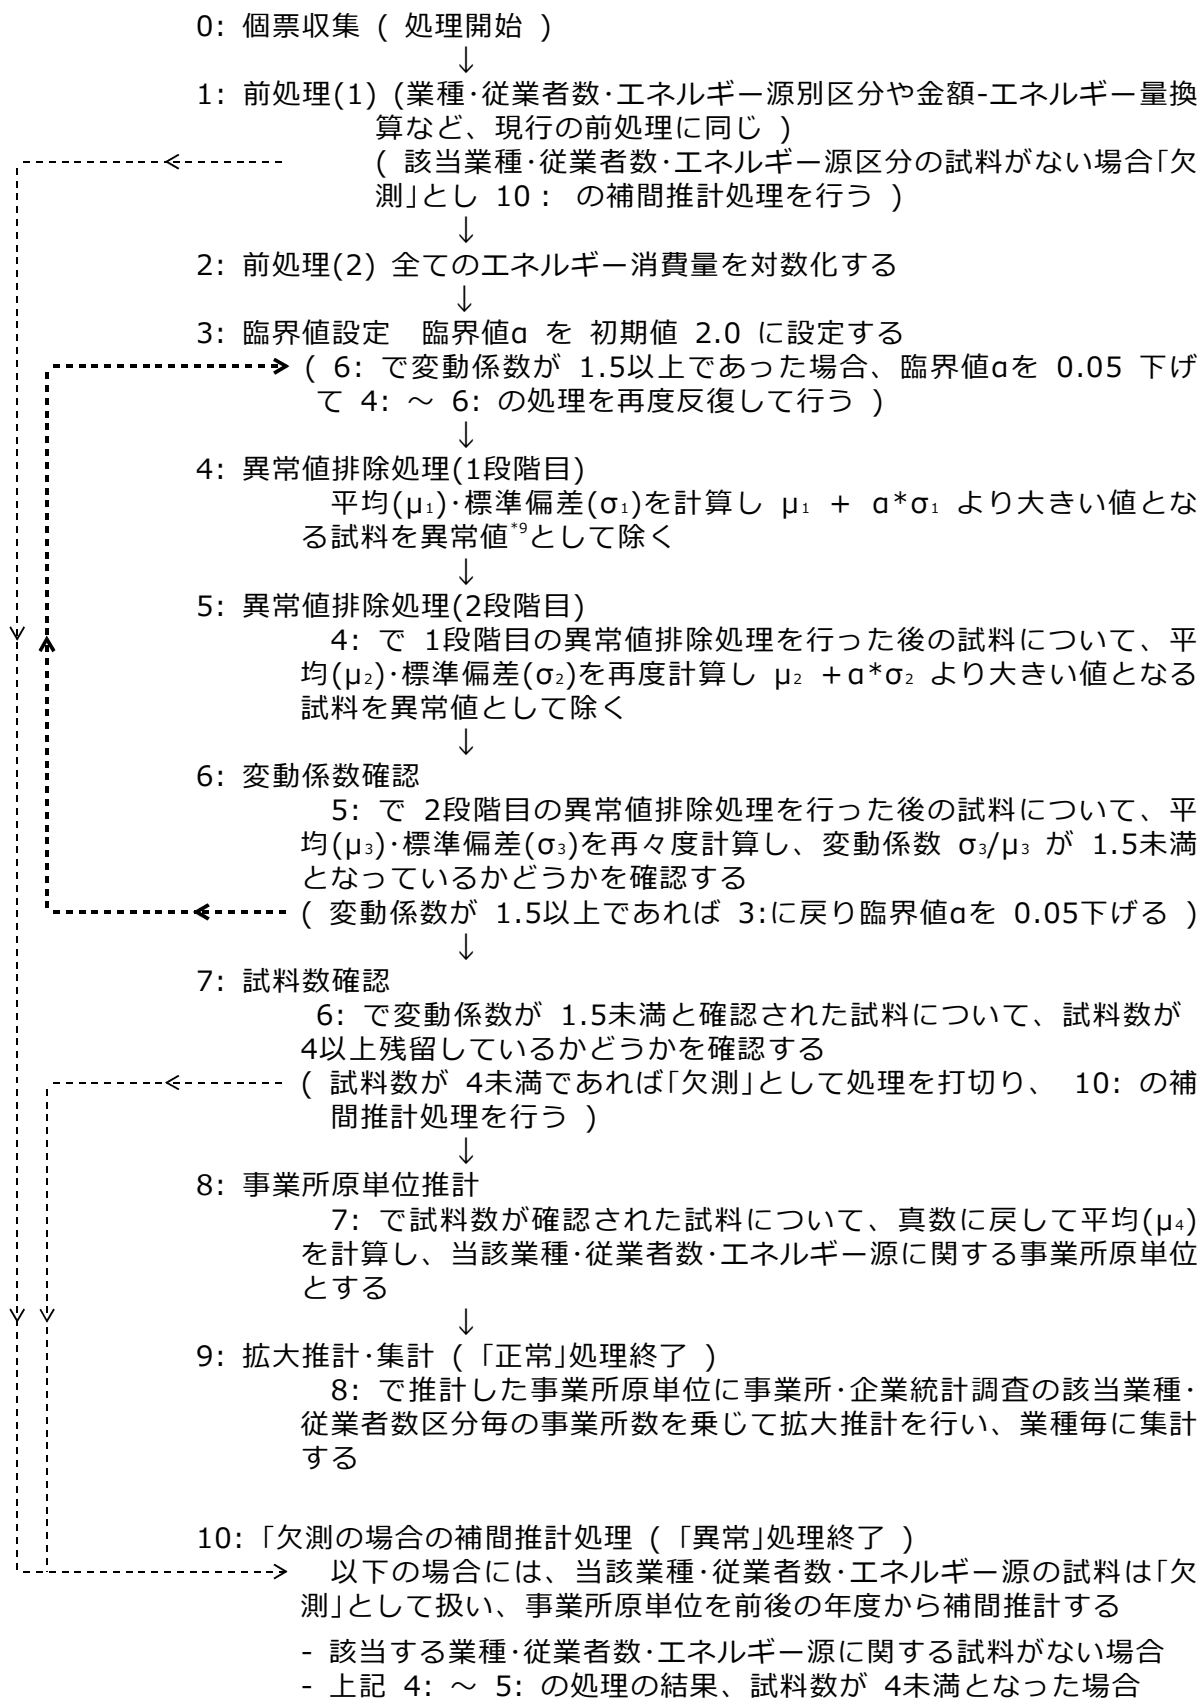 0: 個票収集 ( 処理開始 )
↓
1: 前処理(1) (業種･従業者数･エネルギー源別区分や金額-エネルギー量換
算など、現行の前処理に同じ )
( 該当業種･従業者数･エネルギー源区分の試料がない場合｢欠
測｣とし 10 : の補間推計処理を行う )
↓
2: 前処理(2) 全てのエネルギー消費量を対数化する
↓
3: 臨界値設定 臨界値α を 初期値 2.0 に設定する
( 6: で変動係数が 1.5以上であった場合、臨界値αを 0.05 下げ
て 4: ～ 6: の処理を再度反復して行う )
↓
4: 異常値排除処理(1段階目)
平均(μ₁)･標準偏差(σ₁)を計算し μ₁ + α*σ₁ より大きい値とな
る試料を異常値*9として除く
↓
5: 異常値排除処理(2段階目)
4: で 1段階目の異常値排除処理を行った後の試料について、平
均(μ₂)･標準偏差(σ₂)を再度計算し μ₂ +α*σ₂ より大きい値となる
試料を異常値として除く
↓
6: 変動係数確認
5: で 2段階目の異常値排除処理を行った後の試料について、平
均(μ₃)･標準偏差(σ₃)を再々度計算し、変動係数 σ₃/μ₃ が 1.5未満
となっているかどうかを確認する
( 変動係数が 1.5以上であれば 3:に戻り臨界値αを 0.05下げる )
↓
7: 試料数確認
6: で変動係数が 1.5未満と確認された試料について、試料数が
4以上残留しているかどうかを確認する
( 試料数が 4未満であれば｢欠測｣として処理を打切り、 10: の補
間推計処理を行う )
↓
8: 事業所原単位推計
7: で試料数が確認された試料について、真数に戻して平均(μ₄)
を計算し、当該業種･従業者数･エネルギー源に関する事業所原単位
とする
↓
9: 拡大推計･集計 (｢正常｣処理終了 )
8: で推計した事業所原単位に事業所･企業統計調査の該当業種･
従業者数区分毎の事業所数を乗じて拡大推計を行い、業種毎に集計
する
10:｢欠測の場合の補間推計処理 (｢異常｣処理終了 )
以下の場合には、当該業種･従業者数･エネルギー源の試料は｢欠
測｣として扱い、事業所原単位を前後の年度から補間推計する
- 該当する業種･従業者数･エネルギー源に関する試料がない場合
- 上記 4: ～ 5: の処理の結果、試料数が 4未満となった場合